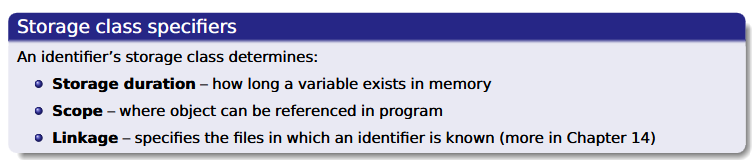 Storage class specifiers
An identifier's storage class determines:
Storage duration – how long a variable exists in memory
Scope – where object can be referenced in program
Linkage – specifies the files in which an identifier is known (more in Chapter 14)